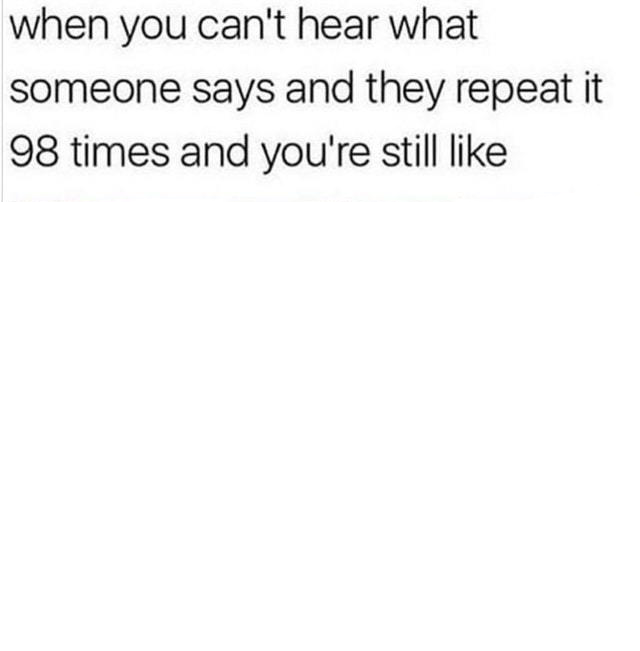 when you can't hear what
someone says and they repeat it
98 times and you're still like